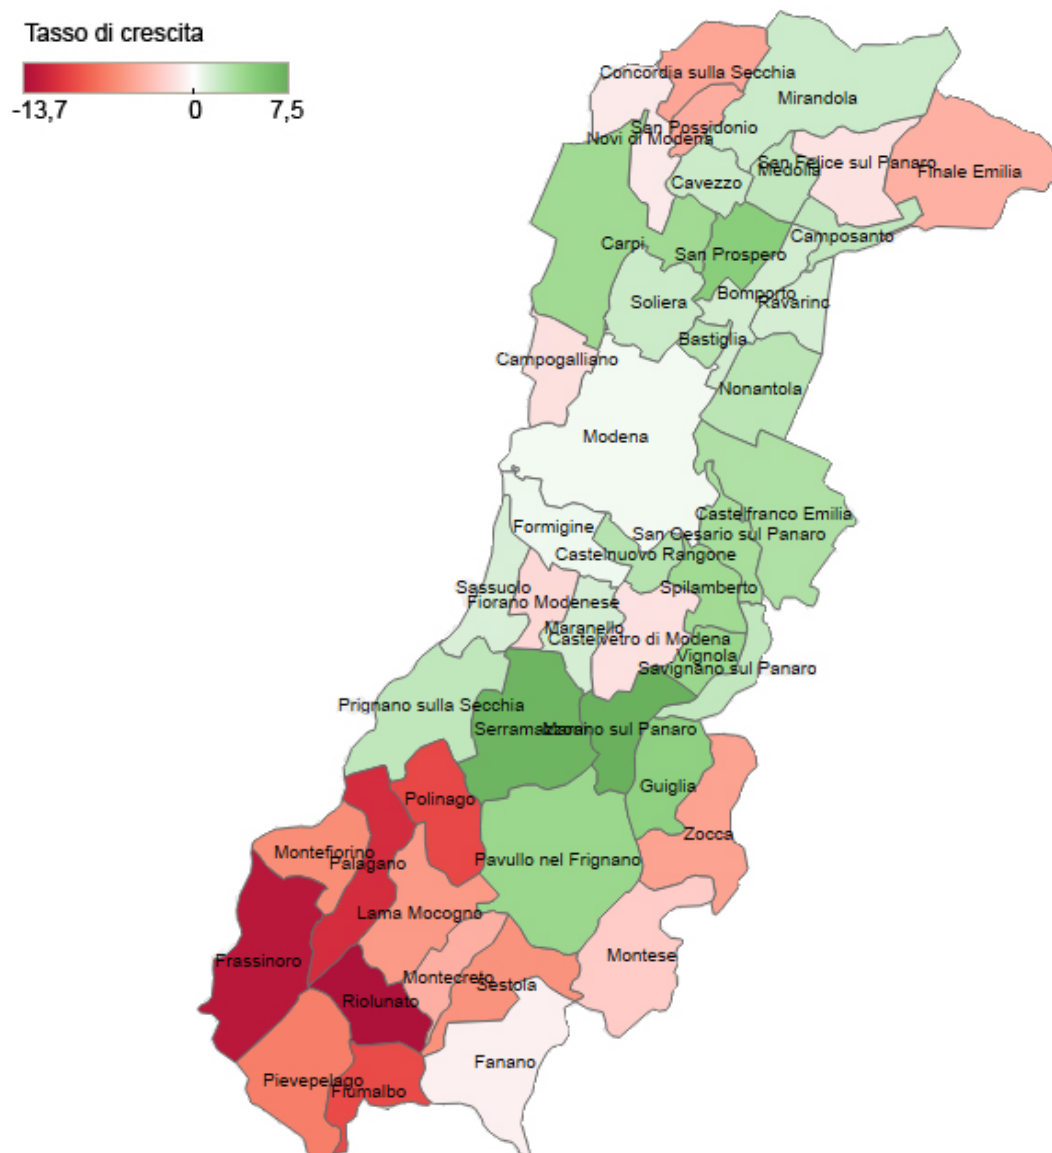 Tasso di crescita
-13,7 0 7,5
Concordia sulla Secchia
Mirandola
San Possidonio
Novi di Modena
San Felice sul Panaro
Medolla
Finale Emilia
Cavezzo
Camposanto
Carpi
San Prospero
Bomporto
Ravarino
Soliera
Bastiglia
Campogalliano
Nonantola
Modena
Castelfranco Emilia
Formigine
San Cesario sul Panaro
Castelnuovo Rangone
Sassuolo
Spilamberto
Fiorano Modenese
Maranello
Castelvetro di Modena
Vignola
Savignano sul Panaro
Prignano sulla Secchia
Serramazzoni
Marano sul Panaro
Guiglia
Polinago
Zocca
Montefiorino
Palagano
Pavullo nel Frignano
Lama Mocogno
Frassinoro
Montese
Montecreto
Sestola
Riolunato
Fanano
Pievepelago
Fiumalbo